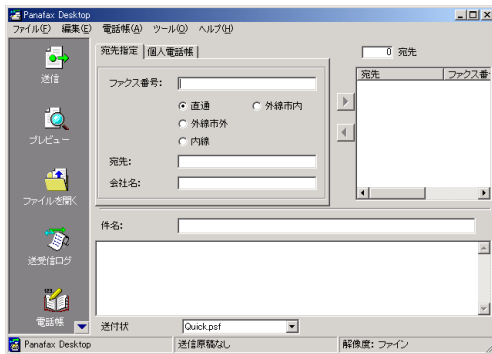 Panafax Desktop
ファイル(F) 編集(E) 電話帳(A) ツール(O) ヘルプ(H)
送信
プレビュー
ファイルを開く
送受信ログ
電話帳
宛先指定 個人電話帳
ファクス番号:
直通 外線市内
外線市外
内線
宛先:
会社名:
0 宛先
宛先 ファクス番
件名:
送付状 Quick.psf
Panafax Desktop 送信原稿なし 解像度: ファイン